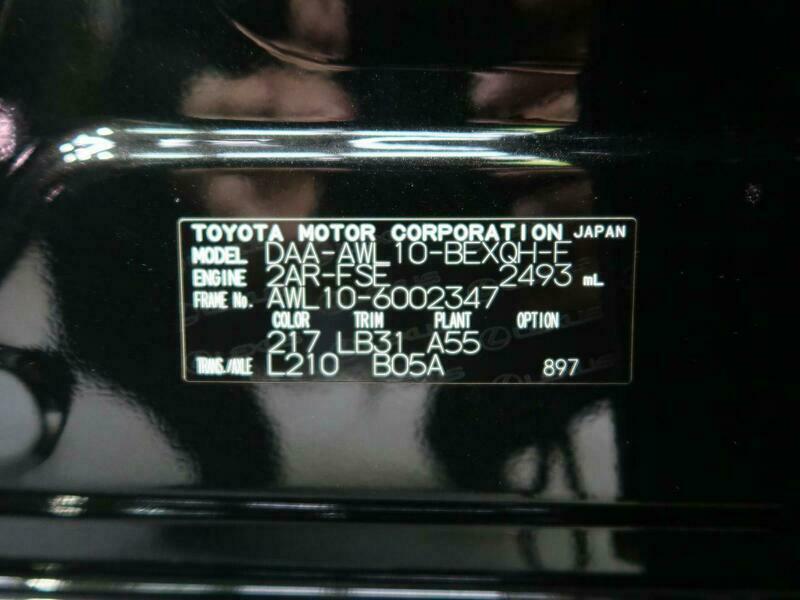 TOYOTA MOTOR CORPORATION JAPAN
MODEL DAA-AWL10-BEXQH-E
ENGINE 2AR-FSE 2493 mL
FRAME No. AWL10-6002347
COLOR TRIM PLANT OPTION
217 LB31 A55
TRANS./AXLE L210 B05A 897